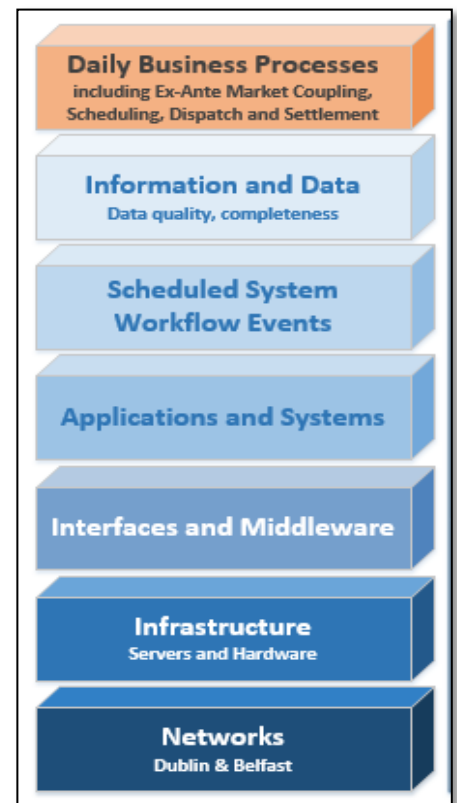 Daily Business Processes
including Ex-Ante Market Coupling,
Scheduling, Dispatch and Settlement
Information and Data
Data quality, completeness
Scheduled System
Workflow Events
Applications and Systems
Interfaces and Middleware
Infrastructure
Servers and Hardware
Networks
Dublin & Belfast